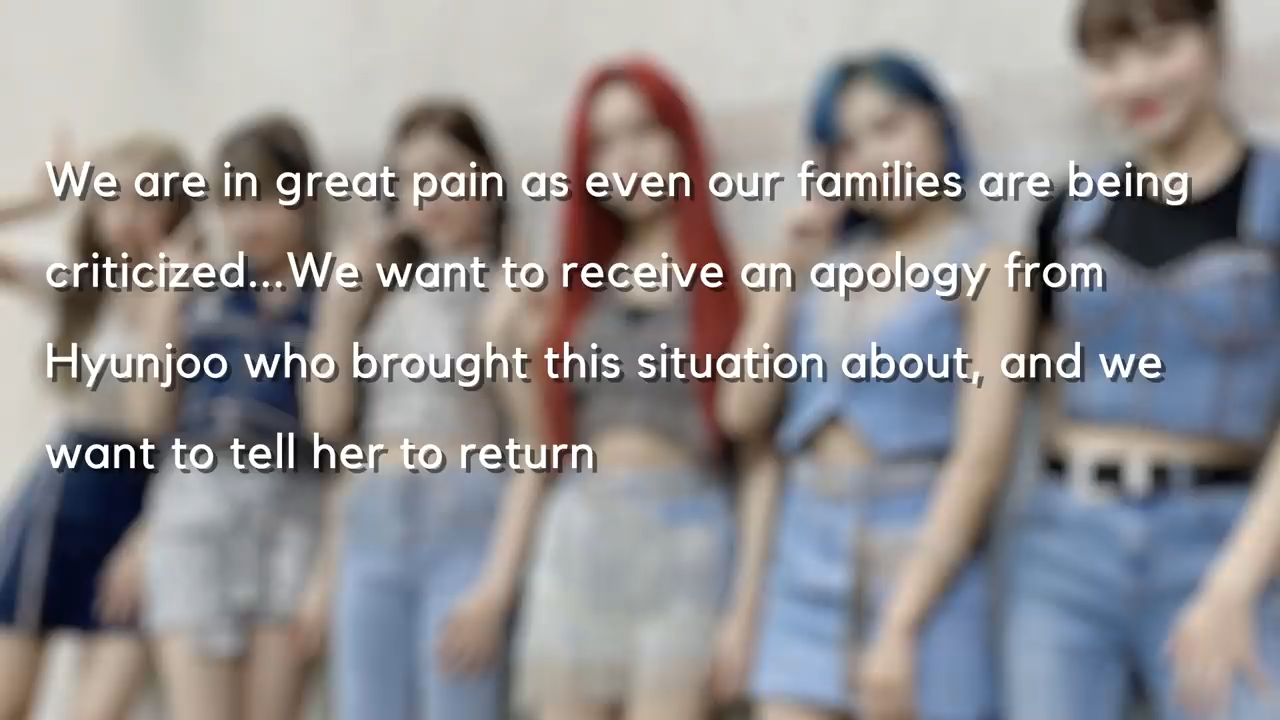 We are in great pain as even our families are being
criticized...We want to receive an apology from
Hyunjoo who brought this situation about, and we
want to tell her to return